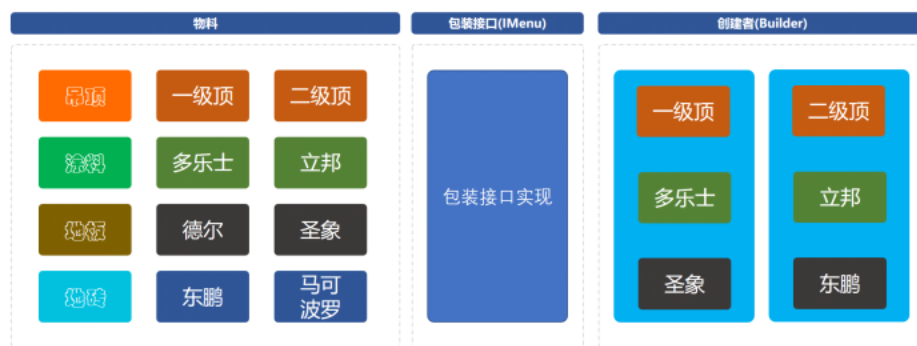 物料
包装接口(IMenu)
创建者(Builder)
吊顶
一级顶
二级顶
涂料
多乐士
立邦
地板
德尔
圣象
地砖
东鹏
马可
波罗
包装接口实现
一级顶
多乐士
圣象
二级顶
立邦
东鹏